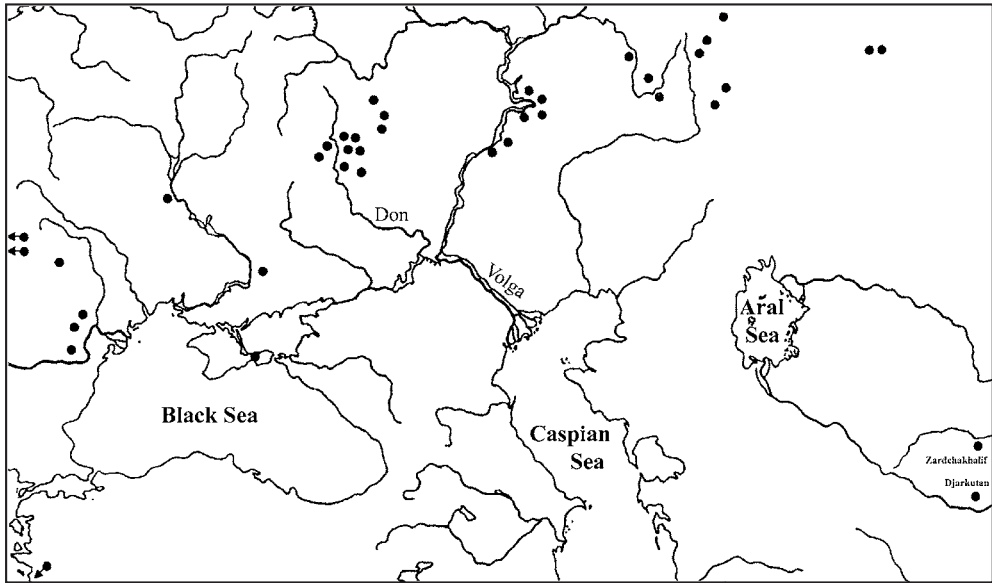 Don
Volga
Aral
Sea
Black Sea
Caspian
Sea
Zardchakhalif
Djarkutan